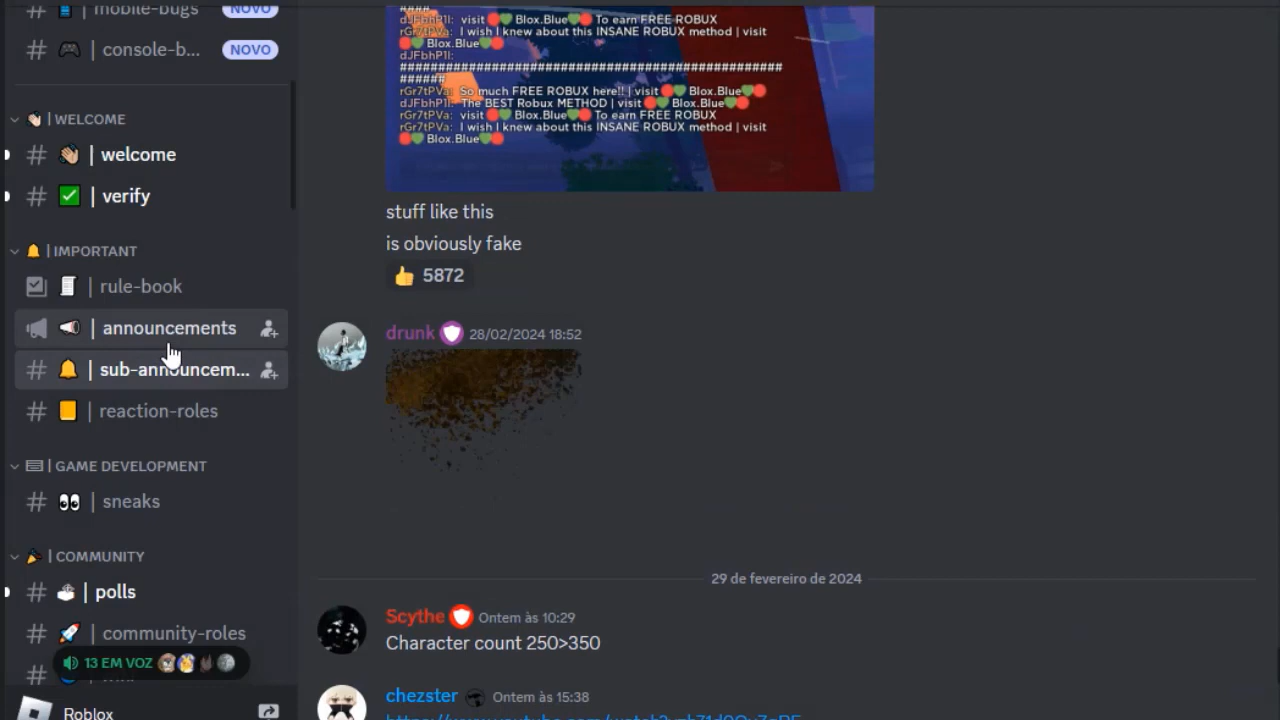 mobile-bugs NOVO
console-b... NOVO
WELCOME
welcome
verify
IMPORTANT
rule-book
announcements
sub-announcem...
reaction-roles
GAME DEVELOPMENT
sneaks
COMMUNITY
polls
community-roles
13 EM VOZ
Roblox
####
dJFbhP1l: visit Blox.Blue To earn FREE ROBUX
rGr7tPVa: I wish I knew about this INSANE ROBUX method | visit
Blox.Blue
dJFbhP1l:
######
rGr7tPVa: So much FREE ROBUX here!! | visit Blox.Blue
dJFbhP1l: The BEST Robux METHOD | visit Blox.Blue
rGr7tPVa: visit Blox.Blue To earn FREE ROBUX
rGr7tPVa: I wish I knew about this INSANE ROBUX method | visit
Blox.Blue
stuff like this
is obviously fake
5872
drunk 28/02/2024 18:52
29 de fevereiro de 2024
Scythe Ontem às 10:29
Character count 250>350
chezster Ontem às 15:38